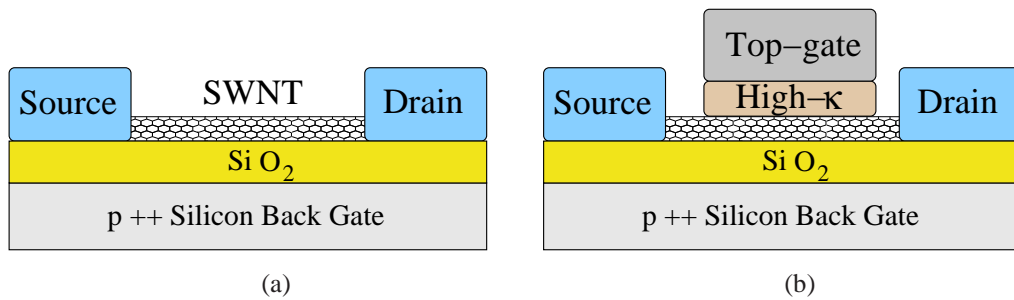 Source
SWNT
Drain
Si O2
p ++ Silicon Back Gate
(a)
Top−gate
Source
High−κ
Drain
Si O2
p ++ Silicon Back Gate
(b)